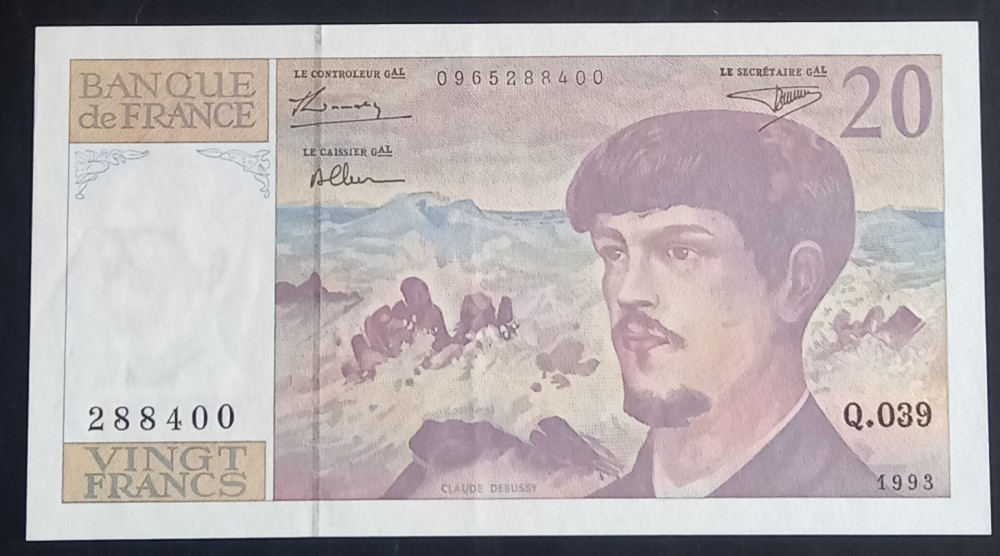 BANQUE
de FRANCE
LE CONTROLEUR GAL
0965288400
LE SECRÉTAIRE GAL
20
LE CAISSIER GAL
288400
Q.039
VINGT
FRANCS
CLAUDE DEBUSSY
1993